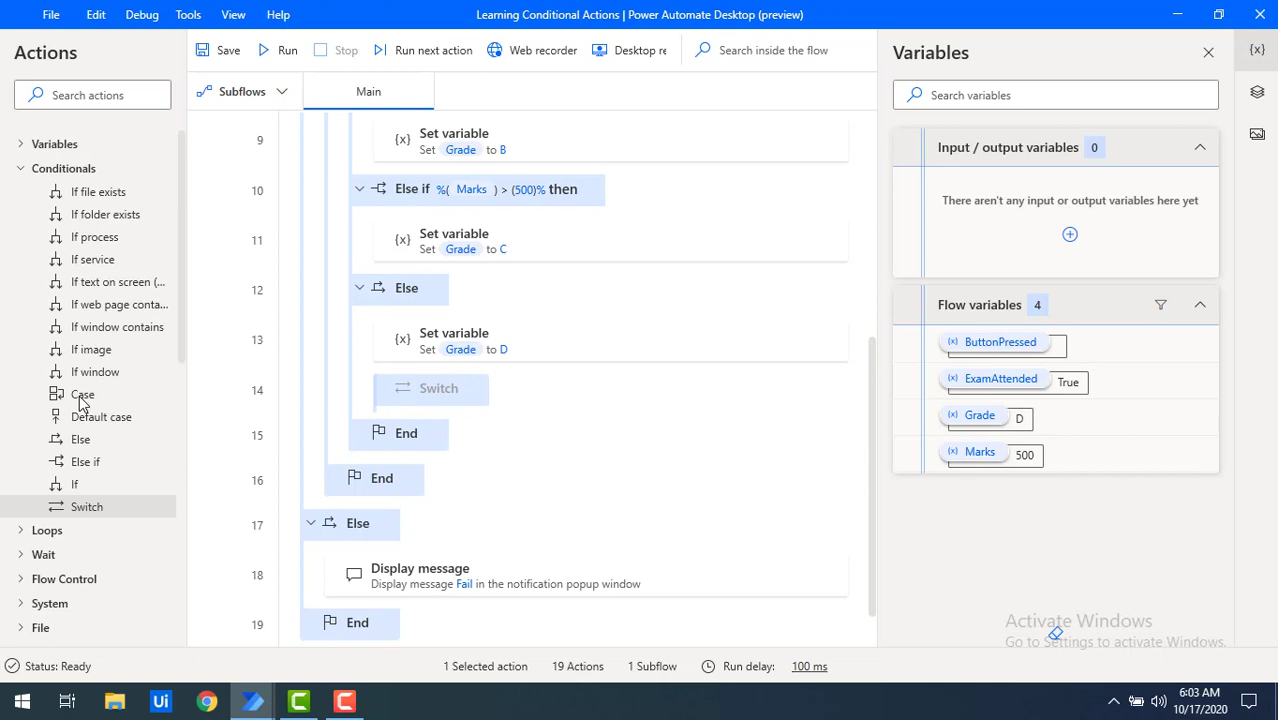 File Edit Debug Tools View Help Learning Conditional Actions | Power Automate Desktop (preview)
Actions
Search actions
Variables
Conditionals
If file exists
If folder exists
If process
If service
If text on screen (...
If web page conta...
If window contains
If image
If window
Case
Default case
Else
Else if
If
Switch
Loops
Wait
Flow Control
System
File
Save Run Stop Run next action Web recorder Desktop re Search inside the flow
Subflows Main
9 {x} Set variable
Set Grade to B
10 Else if %( Marks ) > (500)% then
11 {x} Set variable
Set Grade to C
12 Else
13 {x} Set variable
Set Grade to D
14 Switch
15 End
16 End
17 Else
18 Display message
Display message Fail in the notification popup window
19 End
Variables
{x}
Search variables
Input / output variables 0
There aren't any input or output variables here yet
Flow variables 4
(x) ButtonPressed
(x) ExamAttended True
(x) Grade D
(x) Marks 500
Activate Windows
Go to Settings to activate Windows.
Status: Ready 1 Selected action 19 Actions 1 Subflow Run delay: 100 ms
Ui C C 6:03 AM
10/17/2020